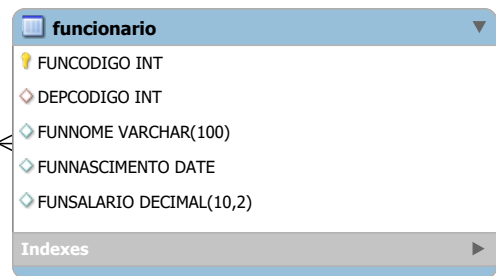 funcionario
FUNCODIGO INT
DEPCODIGO INT
FUNNOME VARCHAR(100)
FUNNASCIMENTO DATE
FUNSALARIO DECIMAL(10,2)
Indexes